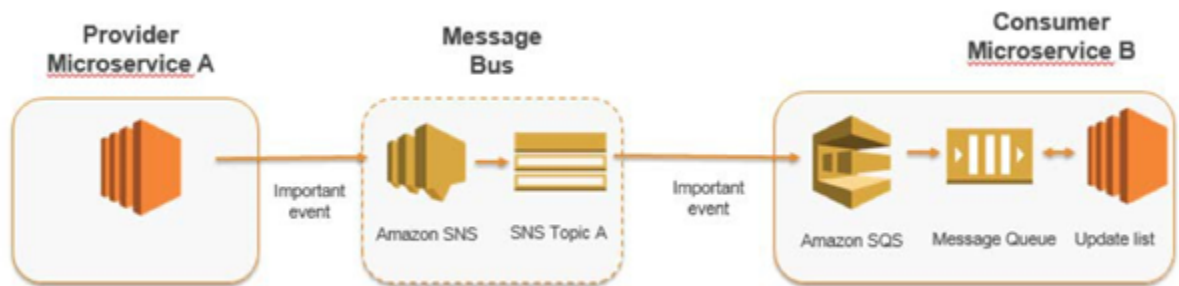 Provider
Microservice A
Message
Bus
Consumer
Microservice B
Important
event
Amazon SNS
SNS Topic A
Important
event
Amazon SQS
Message Queue
Update list